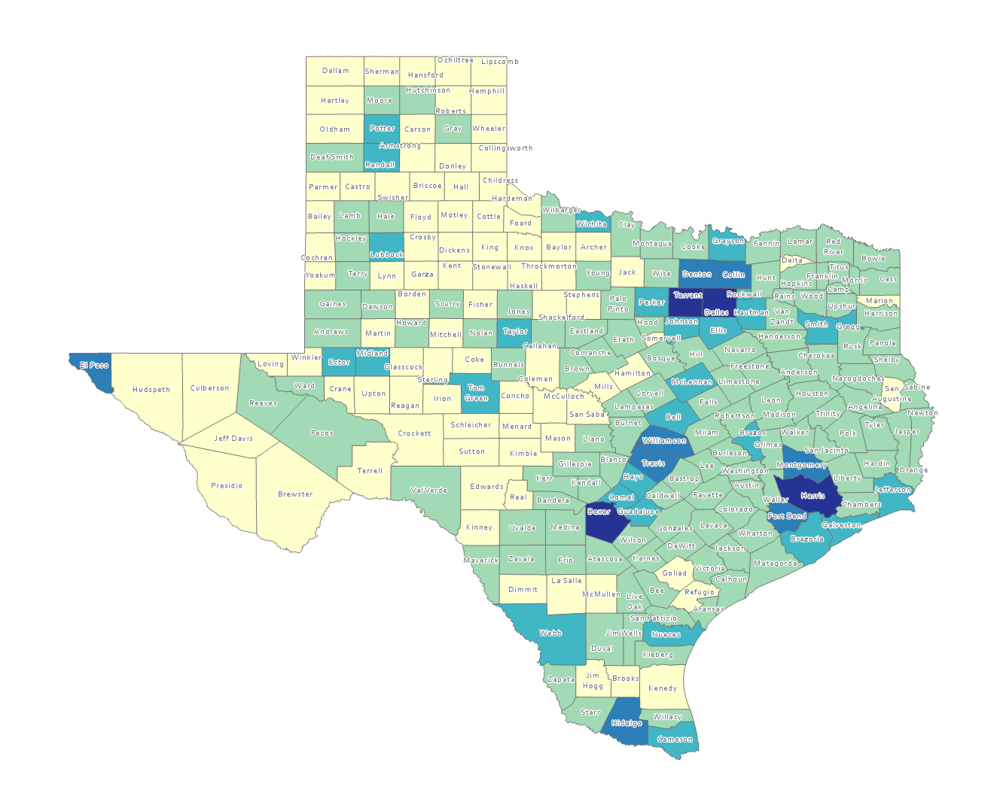 Dallam
Sherman
Hansford
Ochiltree
Lipscomb
Hartley
Moore
Hutchinson
Roberts
Hemphill
Oldham
Potter
Carson
Gray
Wheeler
Deaf Smith
Randall
Armstrong
Donley
Collingsworth
Parmer
Castro
Swisher
Briscoe
Hall
Childress
Hardeman
Bailey
Lamb
Hale
Floyd
Motley
Cottle
Foard
Wilbarger
Wichita
Clay
Montague
Cooke
Grayson
Fannin
Lamar
Red
River
Bowie
Cochran
Hockley
Lubbock
Crosby
Dickens
King
Knox
Baylor
Archer
Delta
Yoakum
Terry
Lynn
Garza
Kent
Stonewall
Haskell
Throckmorton
Young
Jack
Wise
Denton
Collin
Hunt
Hopkins
Franklin
Titus
Morris
Cass
Camp
Gaines
Dawson
Borden
Scurry
Fisher
Jones
Shackelford
Stephens
Palo
Pinto
Parker
Tarrant
Dallas
Rockwall
Kaufman
Rains
Wood
Upshur
Marion
Harrison
Van
Zandt
Andrews
Martin
Howard
Mitchell
Nolan
Taylor
Callahan
Eastland
Erath
Hood
Somervell
Johnson
Ellis
Henderson
Smith
Gregg
Rusk
Panola
El Paso
Hudspeth
Culberson
Loving
Winkler
Ector
Midland
Glasscock
Sterling
Coke
Runnels
Coleman
Brown
Comanche
Hamilton
Bosque
Hill
Navarro
Freestone
Anderson
Cherokee
Nacogdoches
Shelby
Reeves
Ward
Crane
Upton
Reagan
Irion
Tom
Green
Concho
McCulloch
San Saba
Mills
Lampasas
Coryell
McLennan
Limestone
Falls
Leon
Houston
Angelina
San
Augustine
Sabine
Newton
Jeff Davis
Pecos
Crockett
Schleicher
Menard
Mason
Llano
Burnet
Bell
Milam
Robertson
Madison
Trinity
Polk
Tyler
Jasper
Presidio
Brewster
Terrell
Sutton
Kimble
Gillespie
Blanco
Williamson
Travis
Burleson
Brazos
Grimes
Walker
San Jacinto
Montgomery
Liberty
Hardin
Orange
Val Verde
Edwards
Real
Kerr
Kendall
Bandera
Hays
Comal
Caldwell
Bastrop
Lee
Washington
Fayette
Austin
Waller
Harris
Chambers
Jefferson
Kinney
Uvalde
Medina
Bexar
Guadalupe
Gonzales
Lavaca
Colorado
Wharton
Fort Bend
Brazoria
Galveston
Maverick
Zavala
Frio
Atascosa
Wilson
Karnes
DeWitt
Jackson
Matagorda
Dimmit
La Salle
McMullen
Live
Oak
Bee
Goliad
Victoria
Calhoun
Refugio
Aransas
Webb
Duval
Jim Wells
San Patricio
Nueces
Kleberg
Zapata
Jim
Hogg
Brooks
Kenedy
Starr
Hidalgo
Willacy
Cameron